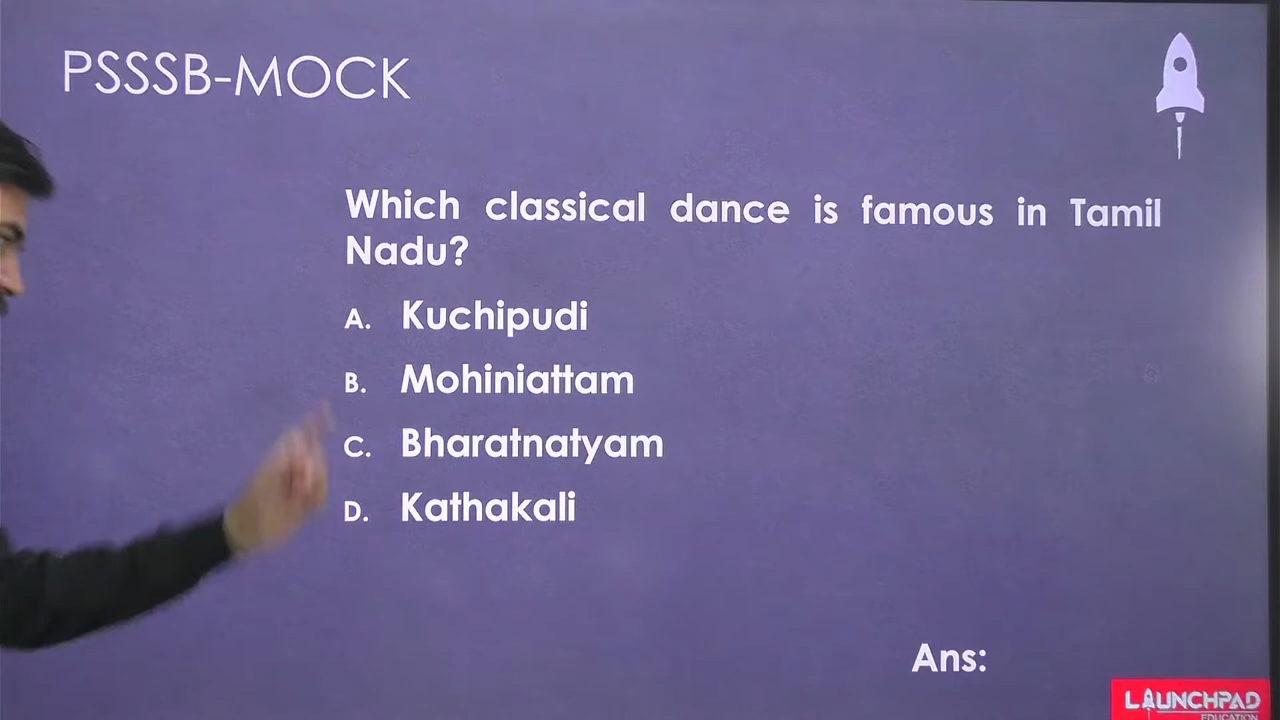 PSSSB-MOCK
Which classical dance is famous in Tamil
Nadu?
A. Kuchipudi
B. Mohiniattam
C. Bharatnatyam
D. Kathakali
Ans:
LAUNCHPAD
EDUCATION